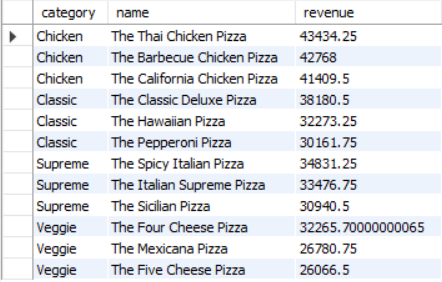 category name revenue
Chicken The Thai Chicken Pizza 43434.25
Chicken The Barbecue Chicken Pizza 42768
Chicken The California Chicken Pizza 41409.5
Classic The Classic Deluxe Pizza 38180.5
Classic The Hawaiian Pizza 32273.25
Classic The Pepperoni Pizza 30161.75
Supreme The Spicy Italian Pizza 34831.25
Supreme The Italian Supreme Pizza 33476.75
Supreme The Sicilian Pizza 30940.5
Veggie The Four Cheese Pizza 32265.70000000065
Veggie The Mexicana Pizza 26780.75
Veggie The Five Cheese Pizza 26066.5